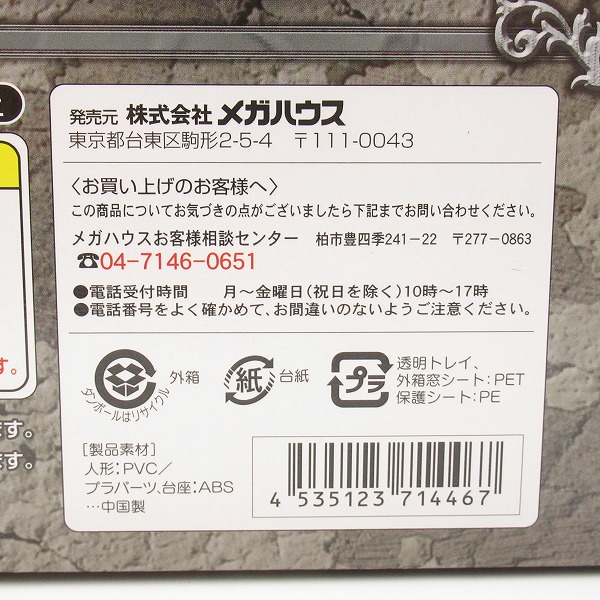 発売元 株式会社 メガハウス
東京都台東区駒形2-5-4 〒111-0043
〈お買い上げのお客様へ〉
この商品についてお気づきの点がございましたら下記までお問い合わせください。
メガハウスお客様相談センター 柏市豊四季241-22 〒277-0863
☎04-7146-0651
●電話受付時間 月～金曜日(祝日を除く)10時～17時
●電話番号をよく確かめて、お間違いのないようご注意ください。
ダンボールはリサイクル
外箱
紙
台紙
プラ
透明トレイ、
外箱窓シート:PET
保護シート:PE
[製品素材]
人形:PVC／
プラパーツ、台座:ABS
…中国製
4 535123 714467
す。
ます。
ます。